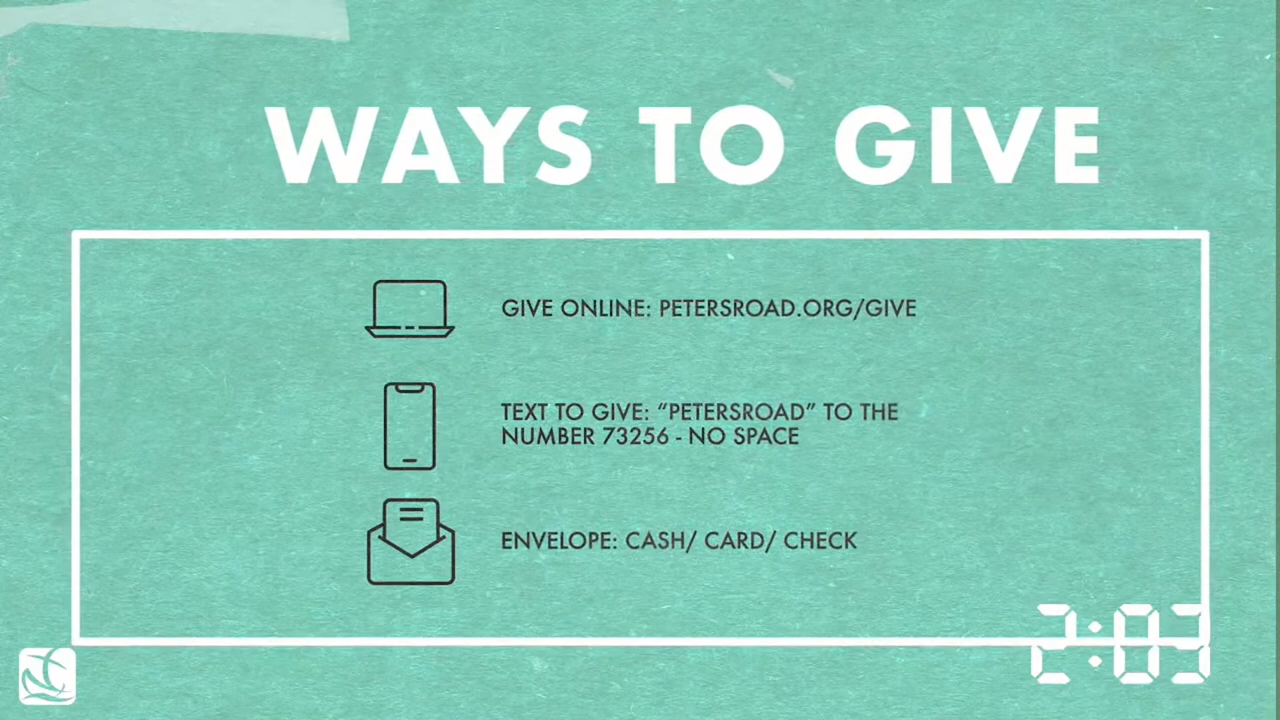 WAYS TO GIVE
GIVE ONLINE: PETERSROAD.ORG/GIVE
TEXT TO GIVE: “PETERSROAD” TO THE
NUMBER 73256 - NO SPACE
ENVELOPE: CASH/ CARD/ CHECK
2:03